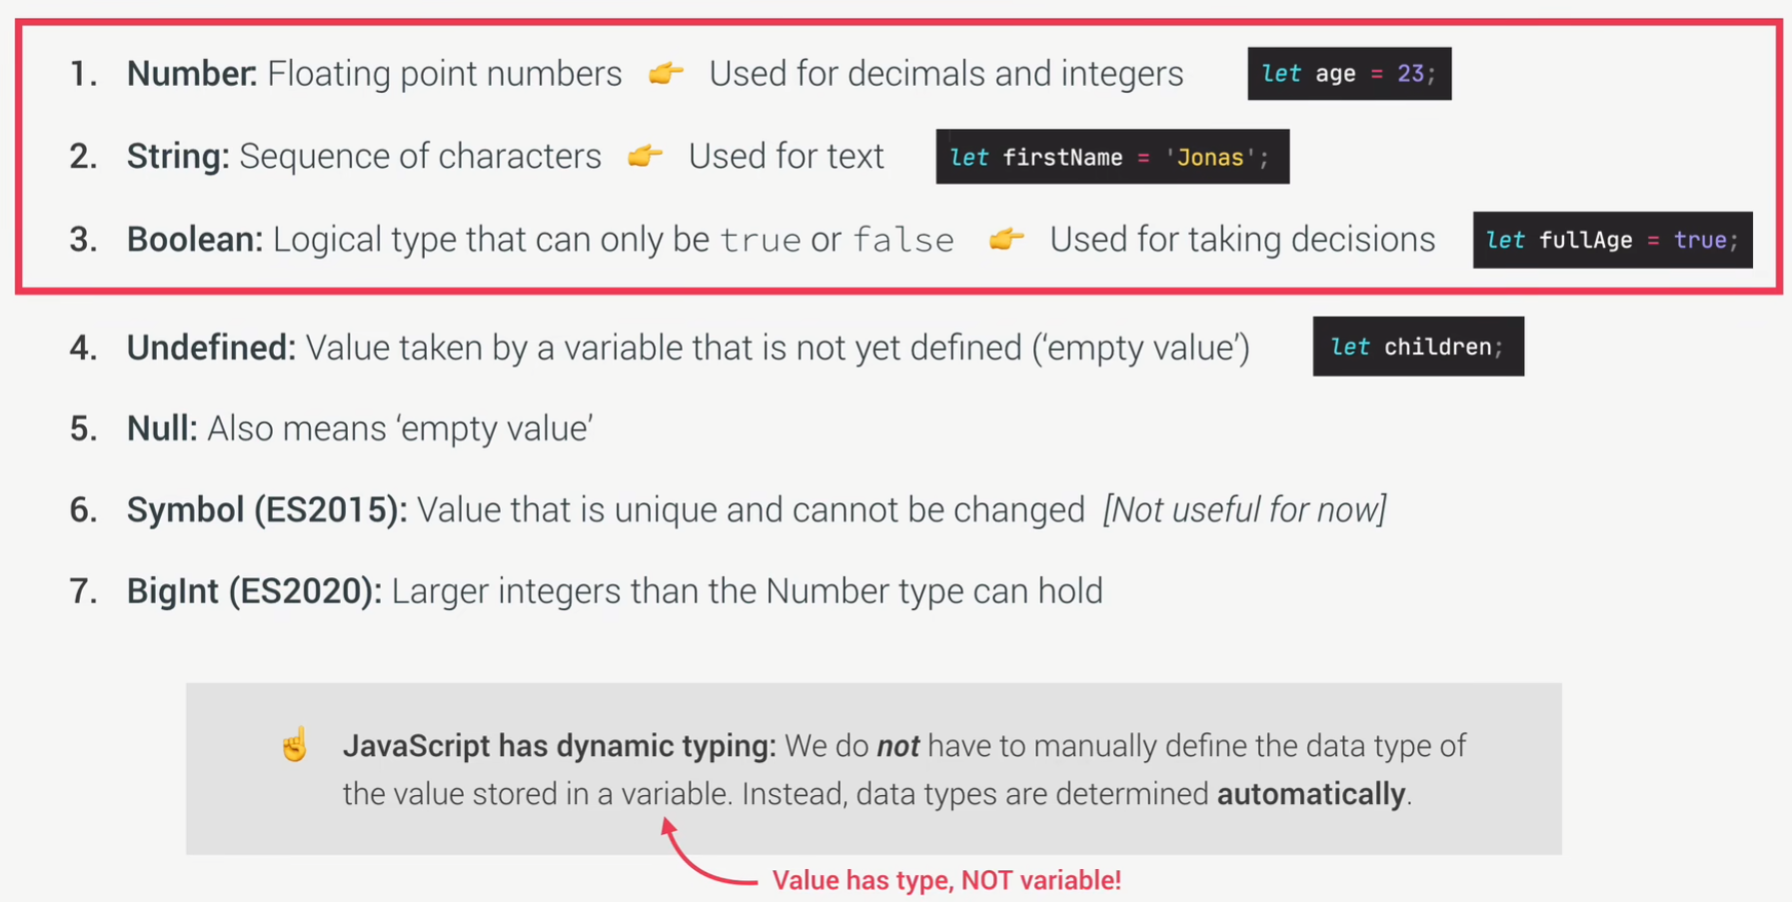 1. Number: Floating point numbers 👉 Used for decimals and integers let age = 23;
2. String: Sequence of characters 👉 Used for text let firstName = 'Jonas';
3. Boolean: Logical type that can only be true or false 👉 Used for taking decisions let fullAge = true;
4. Undefined: Value taken by a variable that is not yet defined (‘empty value’) let children;
5. Null: Also means ‘empty value’
6. Symbol (ES2015): Value that is unique and cannot be changed [Not useful for now]
7. BigInt (ES2020): Larger integers than the Number type can hold
☝️ JavaScript has dynamic typing: We do not have to manually define the data type of
the value stored in a variable. Instead, data types are determined automatically.
Value has type, NOT variable!